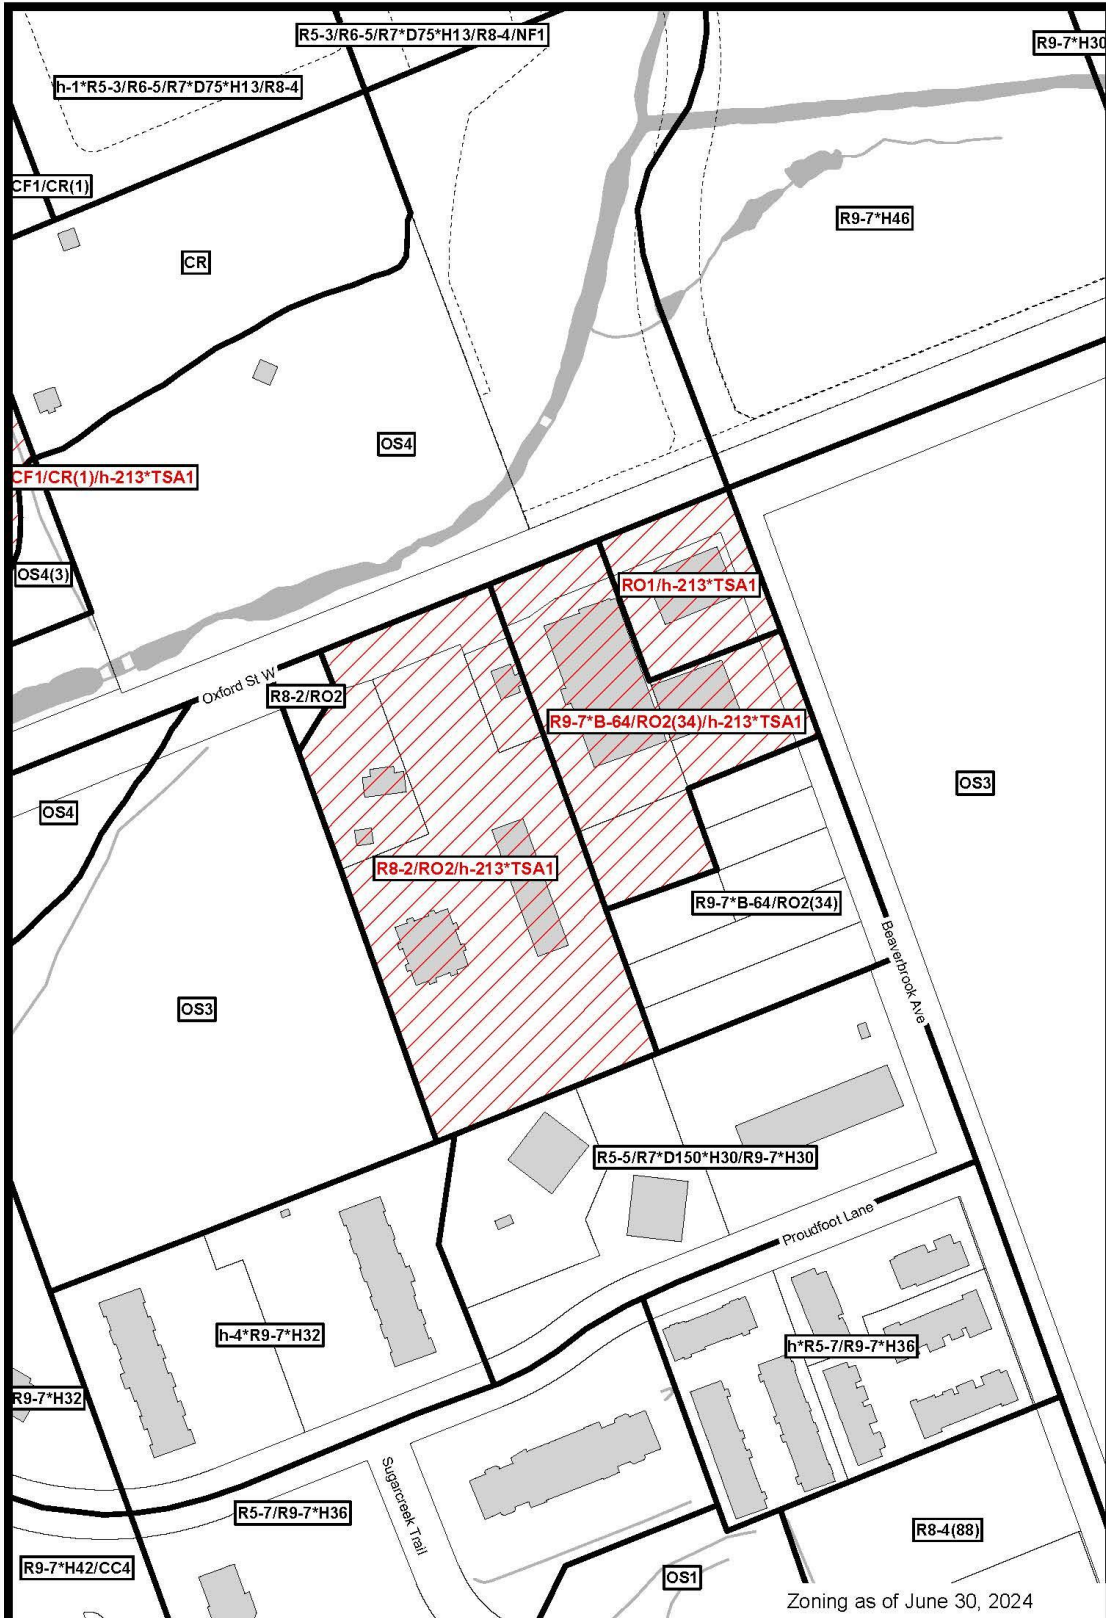 R5-3/R6-5/R7*D75*H13/R8-4/NF1
R9-7*H30
h-1*R5-3/R6-5/R7*D75*H13/R8-4
CF1/CR(1)
R9-7*H46
CR
OS4
CF1/CR(1)/h-213*TSA1
OS4(3)
RO1/h-213*TSA1
Oxford St W
R8-2/RO2
R9-7*B-64/RO2(34)/h-213*TSA1
OS3
OS4
R8-2/RO2/h-213*TSA1
R9-7*B-64/RO2(34)
Beaverbrook Ave
OS3
R5-5/R7*D150*H30/R9-7*H30
Proudfoot Lane
h-4*R9-7*H32
h*R5-7/R9-7*H36
R9-7*H32
Sugarcreek Trail
R5-7/R9-7*H36
R8-4(88)
R9-7*H42/CC4
OS1
Zoning as of June 30, 2024